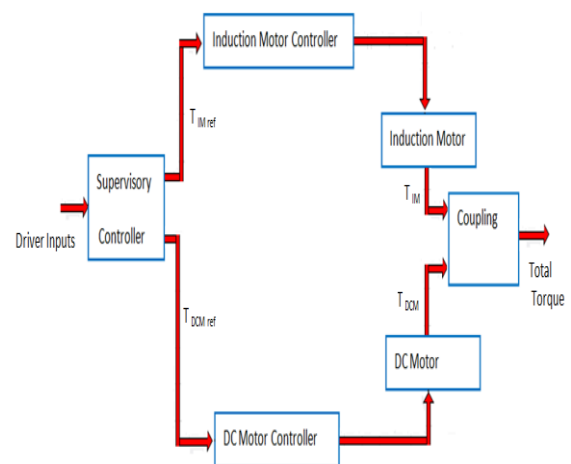 Induction Motor Controller
T IM ref
Induction Motor
Supervisory
Controller
T IM
Coupling
Driver Inputs
Total
Torque
T DCM ref
T DCM
DC Motor
DC Motor Controller